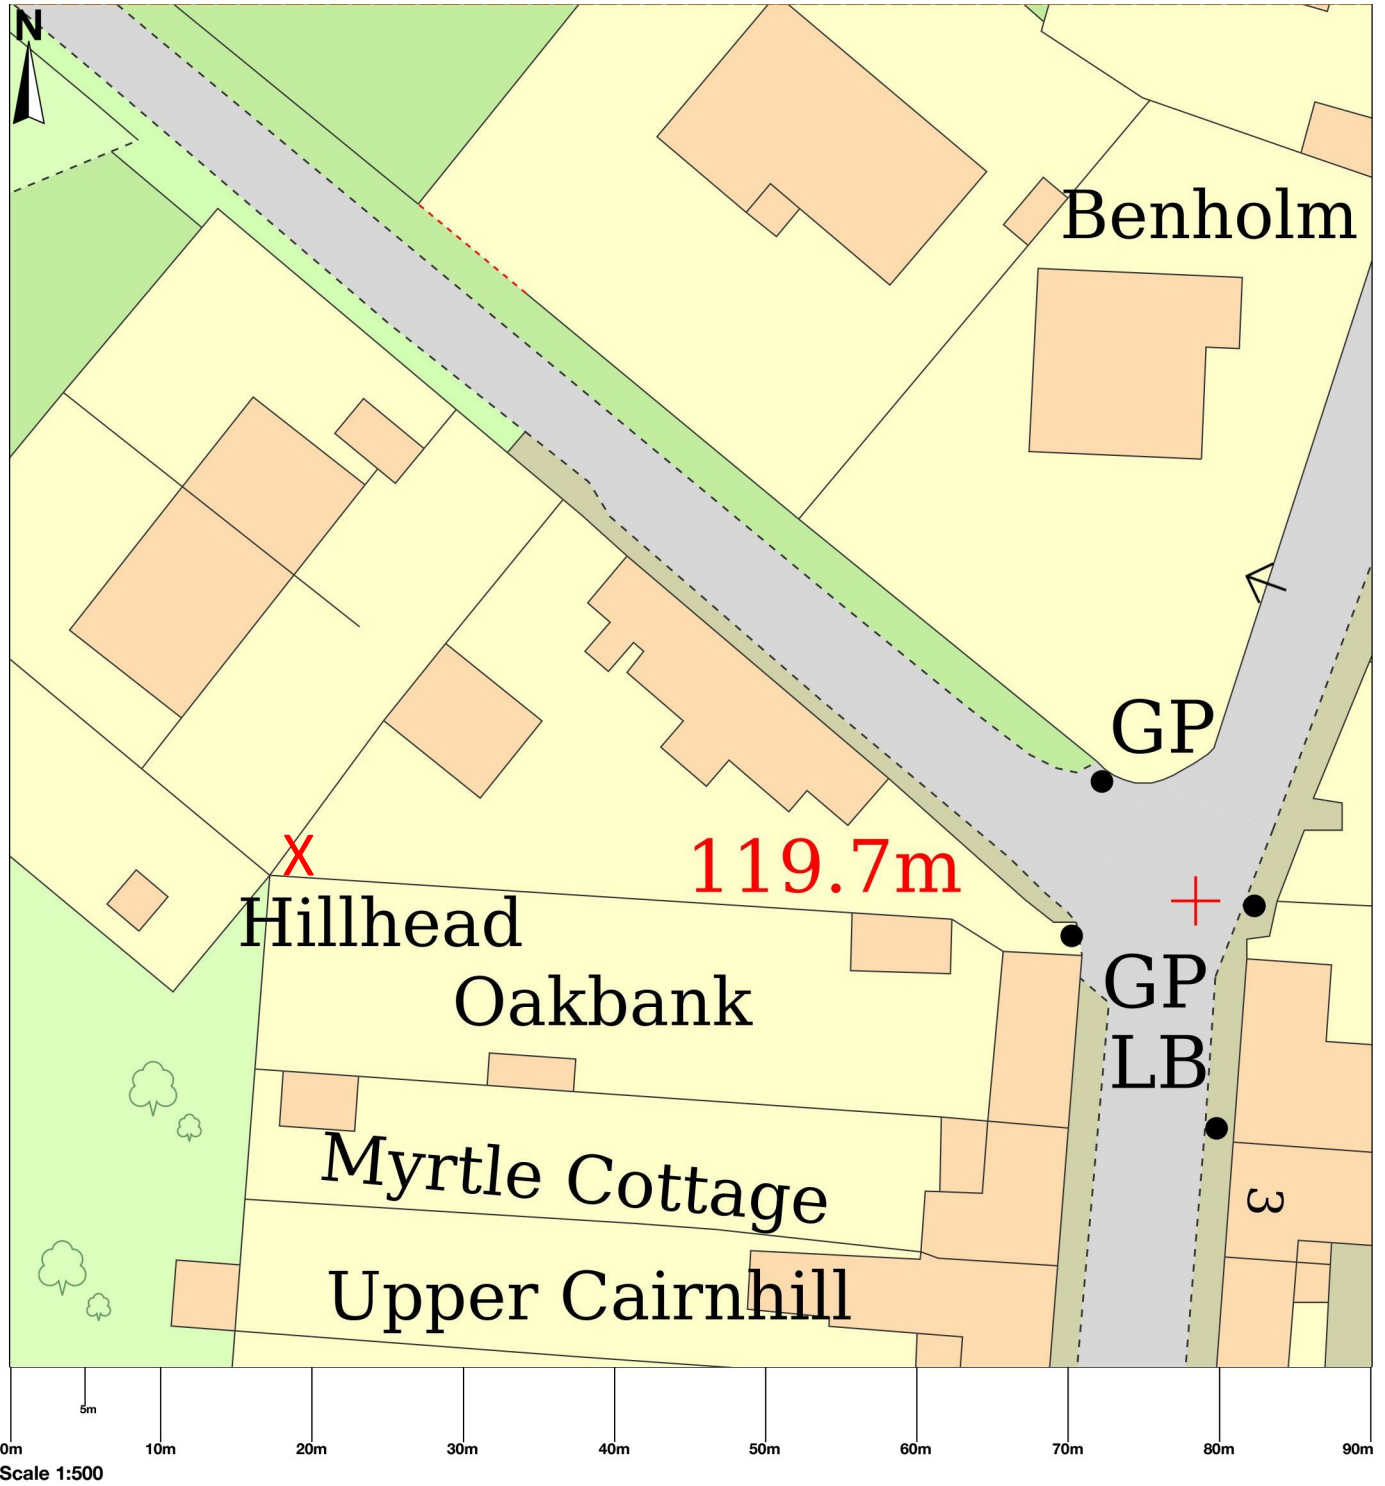 N
Benholm
GP
X
119.7m
Hillhead
GP
Oakbank
LB
Myrtle Cottage
3
Upper Cairnhill
5m
0m 10m 20m 30m 40m 50m 60m 70m 80m 90m
Scale 1:500